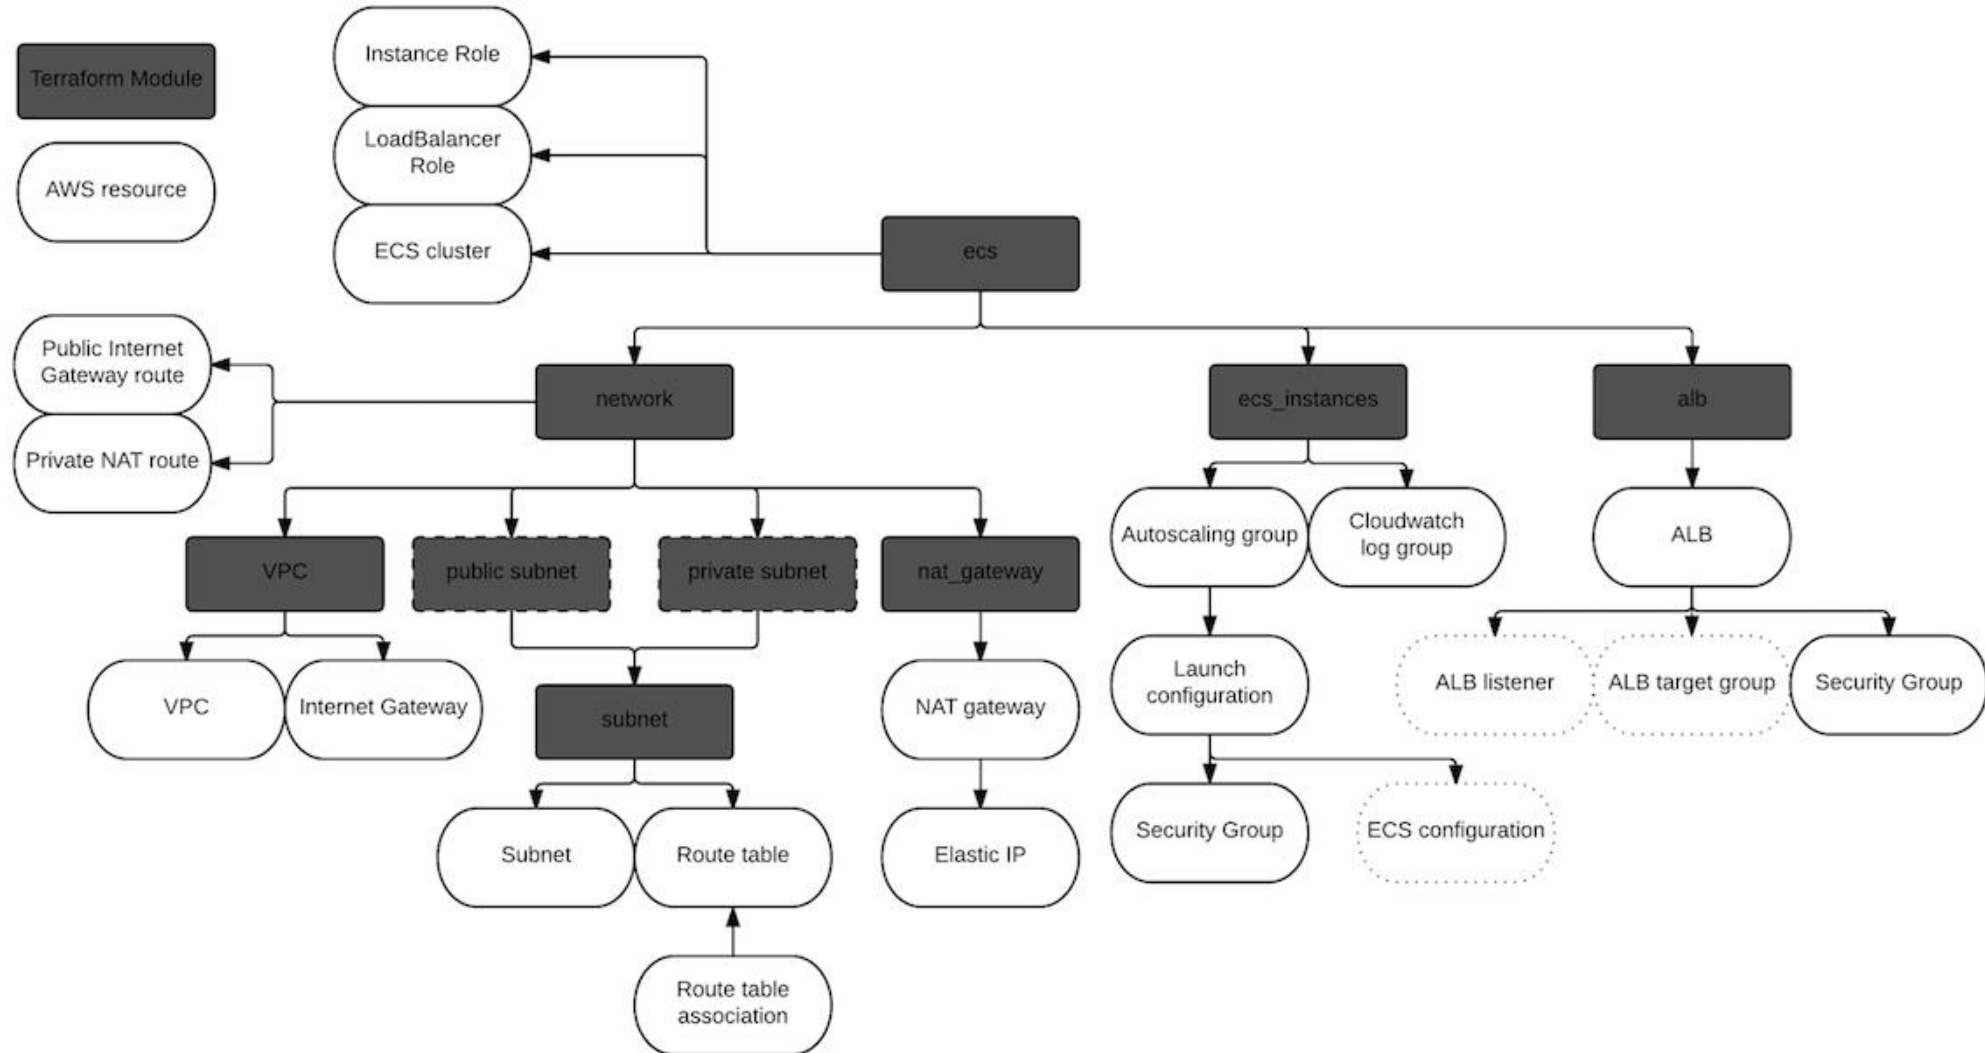 Terraform Module
AWS resource
Instance Role
LoadBalancer
Role
ECS cluster
ecs
Public Internet
Gateway route
Private NAT route
network
ecs_instances
alb
VPC
public subnet
private subnet
nat_gateway
Autoscaling group
Cloudwatch
log group
ALB
VPC
Internet Gateway
subnet
NAT gateway
Launch
configuration
ALB listener
ALB target group
Security Group
Subnet
Route table
Elastic IP
Security Group
ECS configuration
Route table
association